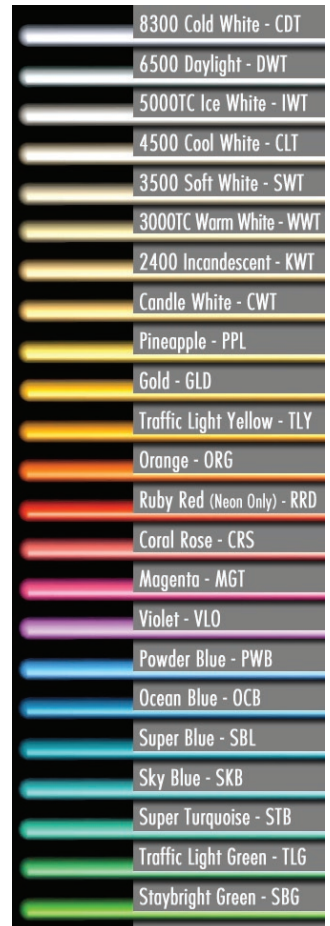 8300 Cold White - CDT
6500 Daylight - DWT
5000TC Ice White - IWT
4500 Cool White - CLT
3500 Soft White - SWT
3000TC Warm White - WWT
2400 Incandescent - KWT
Candle White - CWT
Pineapple - PPL
Gold - GLD
Traffic Light Yellow - TLY
Orange - ORG
Ruby Red (Neon Only) - RRD
Coral Rose - CRS
Magenta - MGT
Violet - VLO
Powder Blue - PWB
Ocean Blue - OCB
Super Blue - SBL
Sky Blue - SKB
Super Turquoise - STB
Traffic Light Green - TLG
Staybright Green - SBG